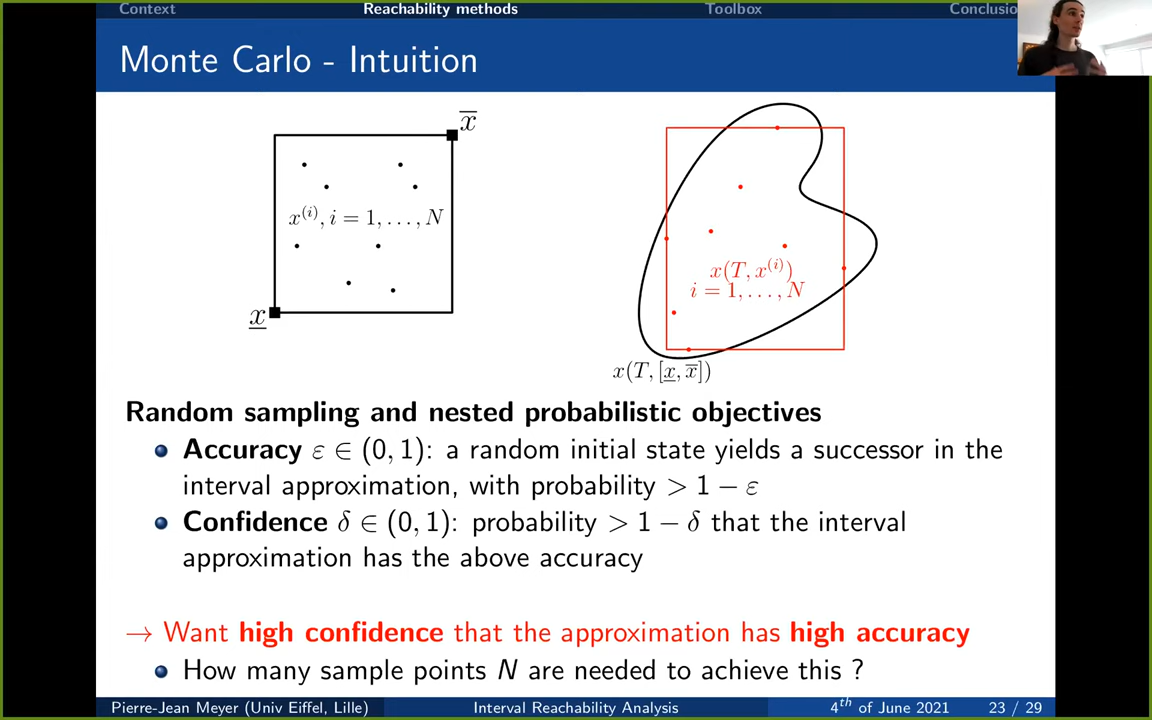 Context Reachability methods Toolbox Conclusio
Monte Carlo - Intuition
x̅
x^{(i)}, i = 1, . . . , N
x̲
x(T, x^{(i)})
i = 1, . . . , N
x(T, [x̲, x̅])
Random sampling and nested probabilistic objectives
Accuracy ε ∈ (0, 1): a random initial state yields a successor in the
interval approximation, with probability > 1 − ε
Confidence δ ∈ (0, 1): probability > 1 − δ that the interval
approximation has the above accuracy
→ Want high confidence that the approximation has high accuracy
How many sample points N are needed to achieve this ?
Pierre-Jean Meyer (Univ Eiffel, Lille) Interval Reachability Analysis 4th of June 2021 23 / 29